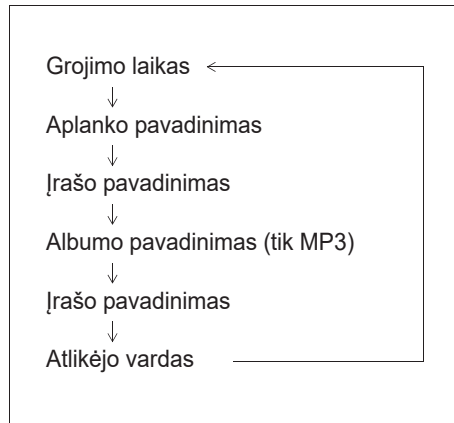 Grojimo laikas
Aplanko pavadinimas
Įrašo pavadinimas
Albumo pavadinimas (tik MP3)
Įrašo pavadinimas
Atlikėjo vardas